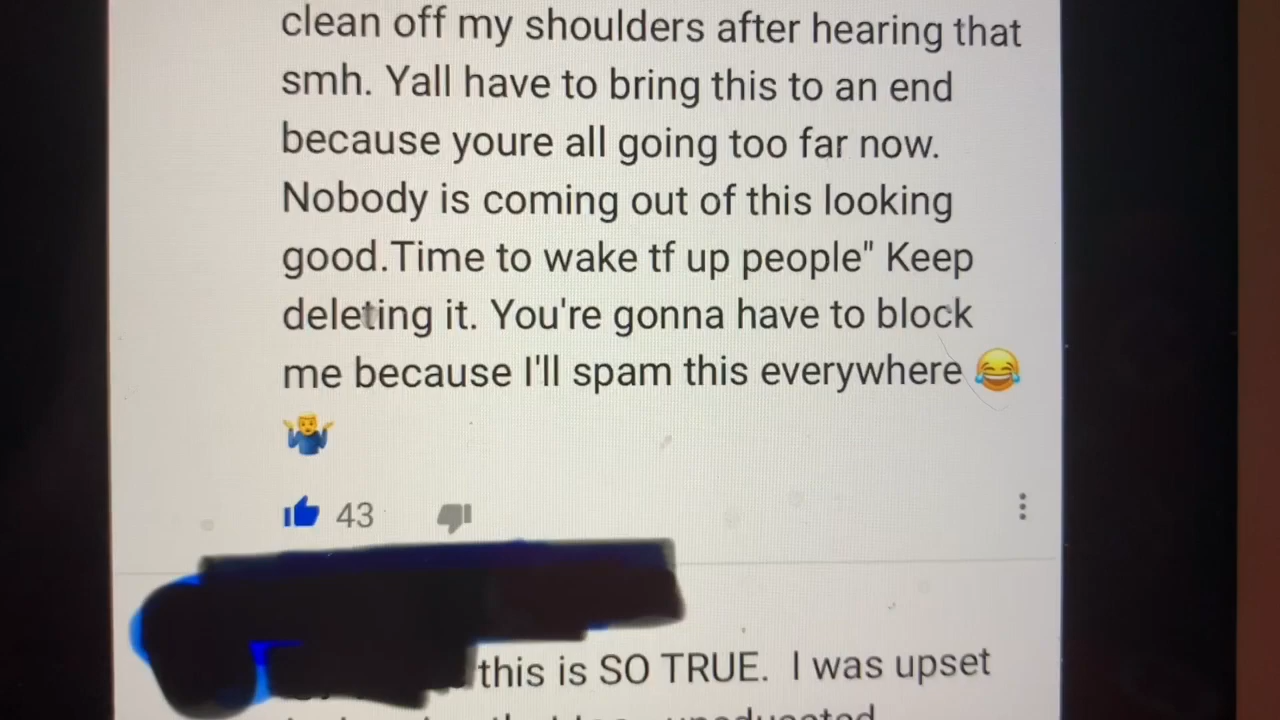 clean off my shoulders after hearing that
smh. Yall have to bring this to an end
because youre all going too far now.
Nobody is coming out of this looking
good.Time to wake tf up people" Keep
deleting it. You're gonna have to block
me because I'll spam this everywhere 😂
🤷‍♂️
43
this is SO TRUE.  I was upset
uneducated